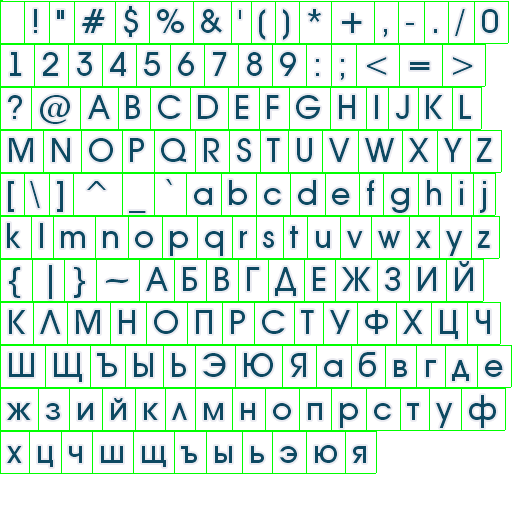 ! " # $ % & ' ( ) * + , - . / 0
1 2 3 4 5 6 7 8 9 : ; < = >
? @ A B C D E F G H I J K L
M N O P Q R S T U V W X Y Z
[ \ ] ^ _ ` a b c d e f g h i j
k l m n o p q r s t u v w x y z
{ | } ~ А Б В Г Д Е Ж З И Й
К Л М Н О П Р С Т У Ф Х Ц Ч
Ш Щ Ъ Ы Ь Э Ю Я а б в г д е
ж з и й к л м н о п р с т у ф
х ц ч ш щ ъ ы ь э ю я